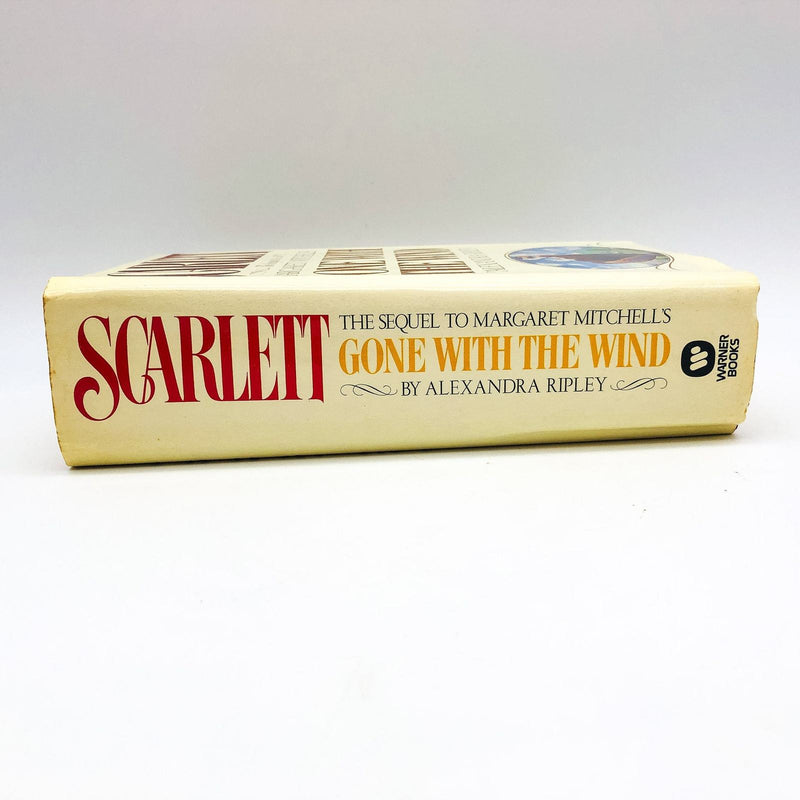 SCARLETT
THE SEQUEL TO MARGARET MITCHELL'S
GONE WITH THE WIND
BY ALEXANDRA RIPLEY
WARNER
BOOKS